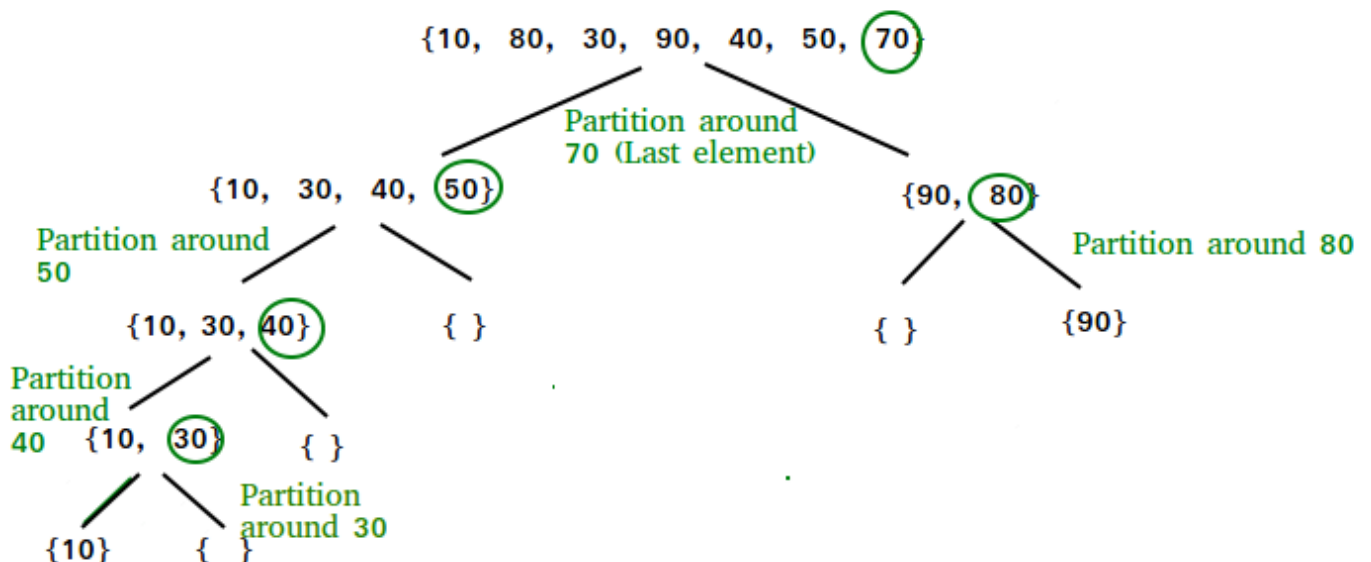 {10, 80, 30, 90, 40, 50, 70}
Partition around
70 (Last element)
{10, 30, 40, 50}
{90, 80}
Partition around
50
Partition around 80
{10, 30, 40}
{ }
{ }
{90}
Partition
around
40
{10, 30}
{ }
Partition
around 30
{10}
{ }